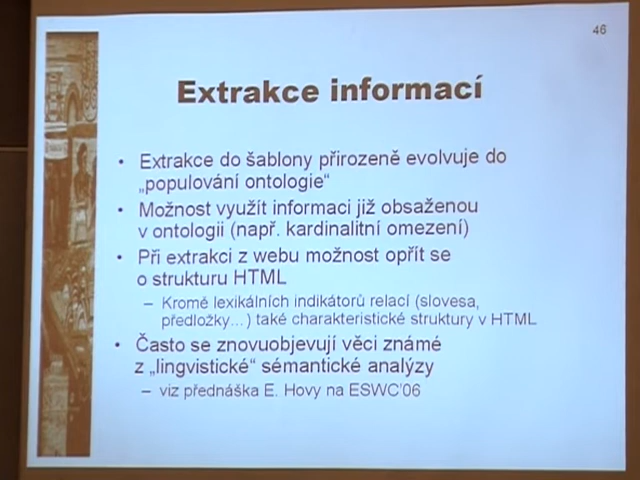 46
Extrakce informací
• Extrakce do šablony přirozeně evolvuje do
„populování ontologie“
• Možnost využít informaci již obsaženou
v ontologii (např. kardinalitní omezení)
• Při extrakci z webu možnost opřít se
o strukturu HTML
– Kromě lexikálních indikátorů relací (slovesa,
předložky...) také charakteristické struktury v HTML
• Často se znovuobjevují věci známé
z „lingvistické“ sémantické analýzy
– viz přednáška E. Hovy na ESWC'06